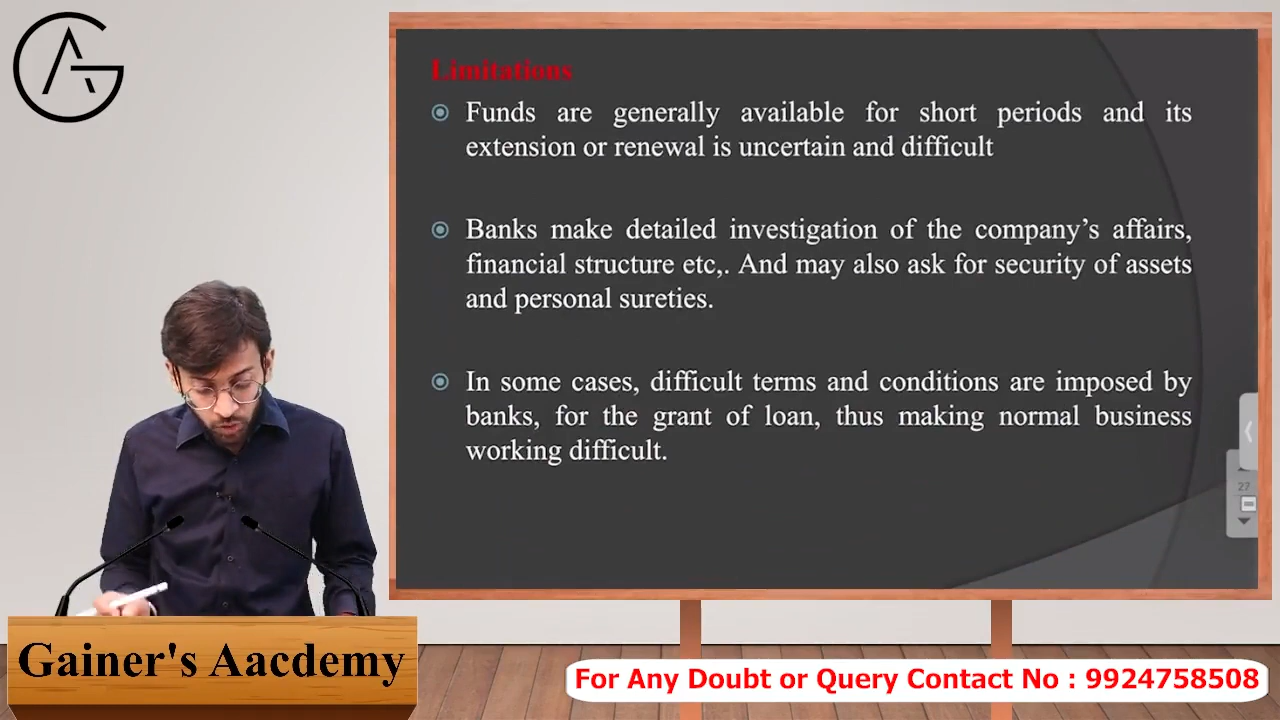 Limitations
Funds are generally available for short periods and its
extension or renewal is uncertain and difficult
Banks make detailed investigation of the company’s affairs,
financial structure etc,. And may also ask for security of assets
and personal sureties.
In some cases, difficult terms and conditions are imposed by
banks, for the grant of loan, thus making normal business
working difficult.
27
Gainer's Aacdemy
For Any Doubt or Query Contact No : 9924758508